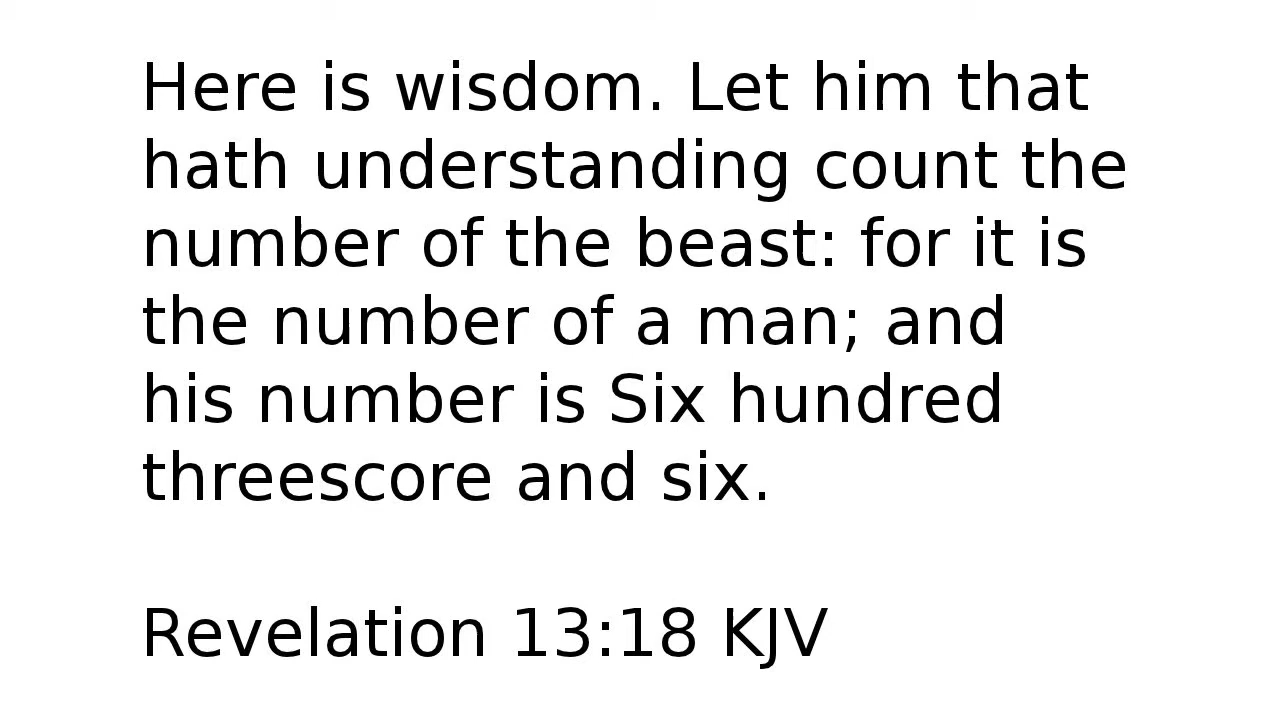 Here is wisdom. Let him that
hath understanding count the
number of the beast: for it is
the number of a man; and
his number is Six hundred
threescore and six.
Revelation 13:18 KJV